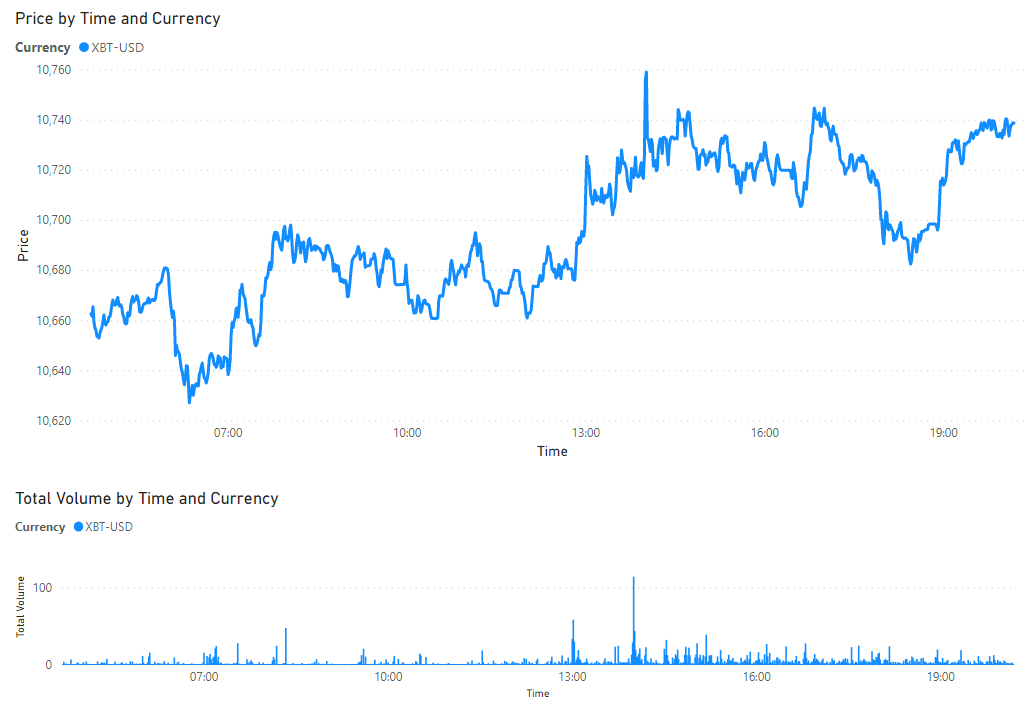 Price by Time and Currency
Currency XBT-USD
10,760
10,740
10,720
10,700
10,680
10,660
10,640
10,620
Price
07:00 10:00 13:00 16:00 19:00
Time
Total Volume by Time and Currency
Currency XBT-USD
100
0
Total Volume
07:00 10:00 13:00 16:00 19:00
Time